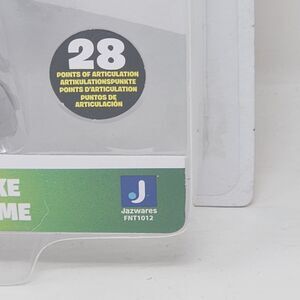 28
POINTS OF ARTICULATION
ARTIKULATIONSPUNKTE
POINTS D'ARTICULATION
PUNTOS DE
ARTICULACIÓN
KE
ME
J
Jazwares
FNT1012